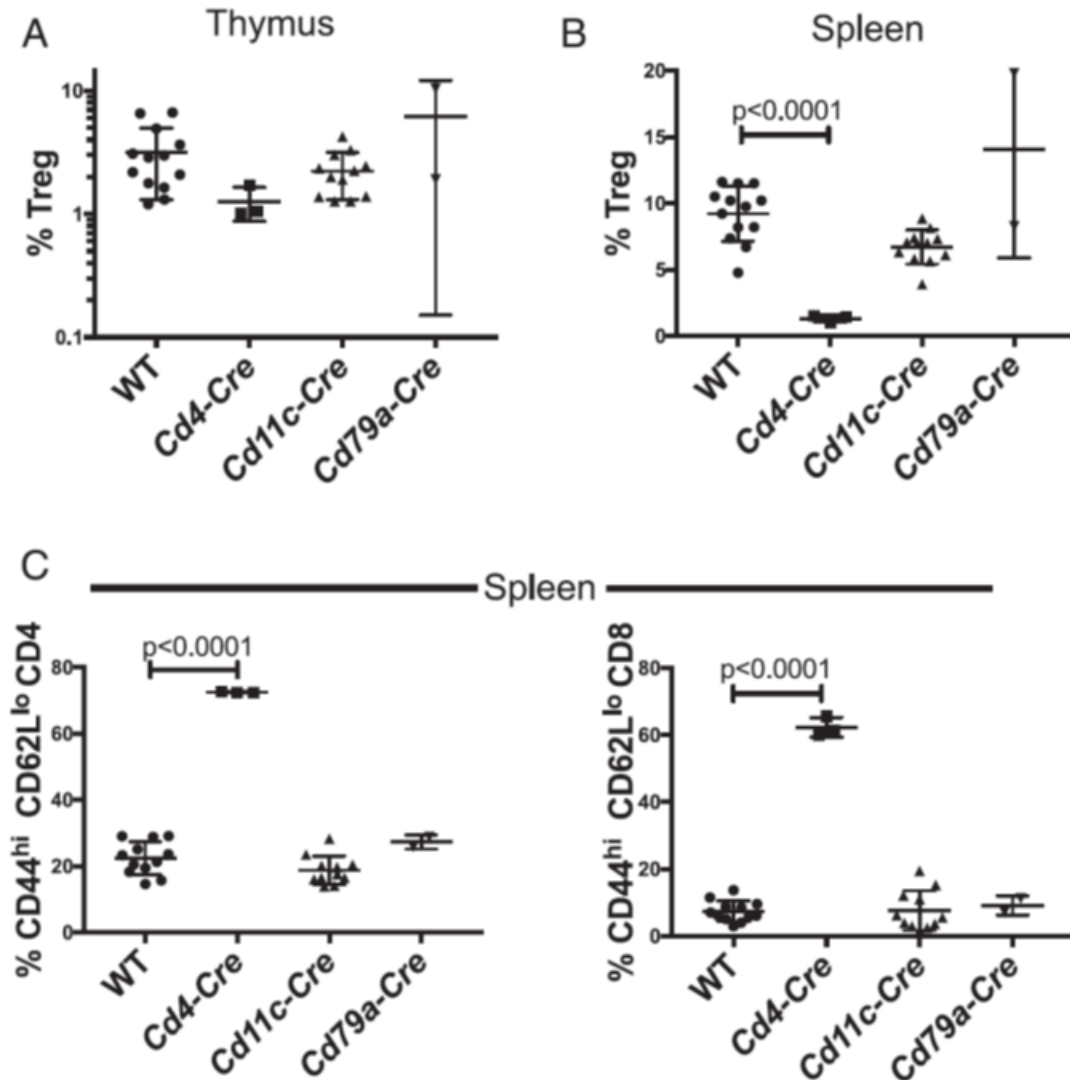 A
Thymus
% Treg
10
1
0.1
WT
Cd4-Cre
Cd11c-Cre
Cd79a-Cre
B
Spleen
% Treg
20
15
10
5
0
p<0.0001
WT
Cd4-Cre
Cd11c-Cre
Cd79a-Cre
C
Spleen
% CD44hi CD62Llo CD4
80
60
40
20
0
p<0.0001
WT
Cd4-Cre
Cd11c-Cre
Cd79a-Cre
% CD44hi CD62Llo CD8
80
60
40
20
0
p<0.0001
WT
Cd4-Cre
Cd11c-Cre
Cd79a-Cre